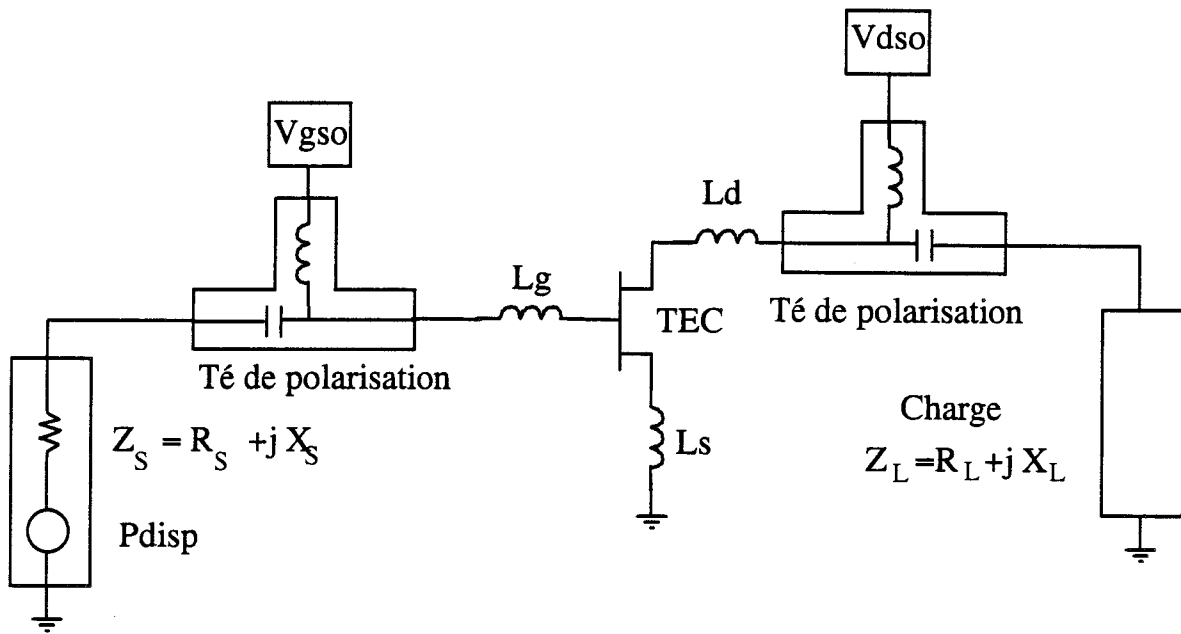 Vdso
Vgso
Ld
Lg
TEC
Té de polarisation
Té de polarisation
Charge
Z_S = R_S +j X_S
Ls
Z_L =R_L +j X_L
Pdisp